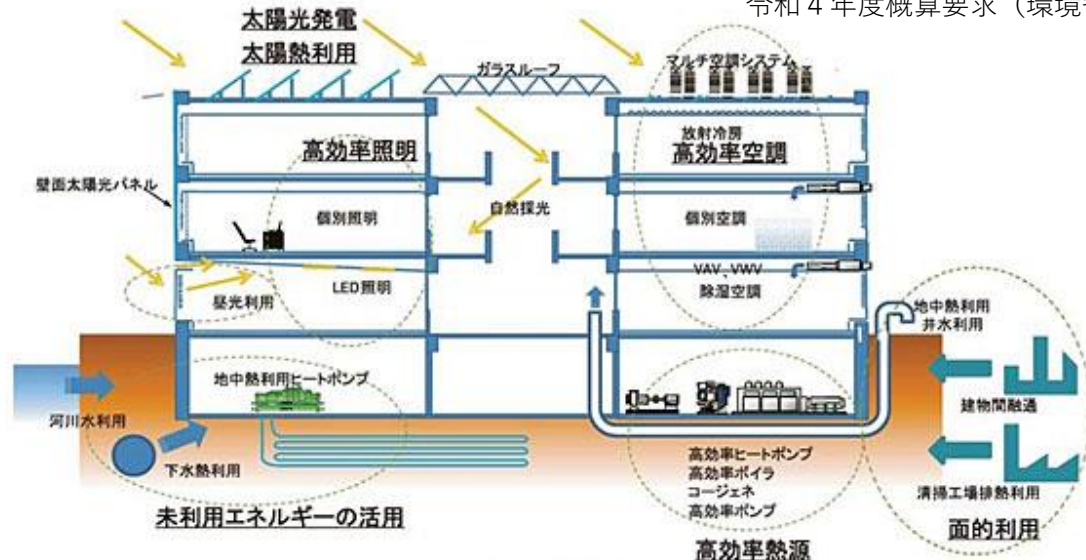 令和4年度概算要求（環境
太陽光発電
太陽熱利用
ガラスルーフ
マルチ空調システム
放射冷房
高効率照明
高効率空調
壁面太陽光パネル
個別照明
自然採光
個別空調
VAV、VWV
LED照明
除湿空調
昼光利用
地中熱利用
井水利用
地中熱利用ヒートポンプ
河川水利用
建物間融通
下水熱利用
高効率ヒートポンプ
高効率ボイラ
コージェネ
高効率ポンプ
清掃工場排熱利用
未利用エネルギーの活用
面的利用
高効率熱源